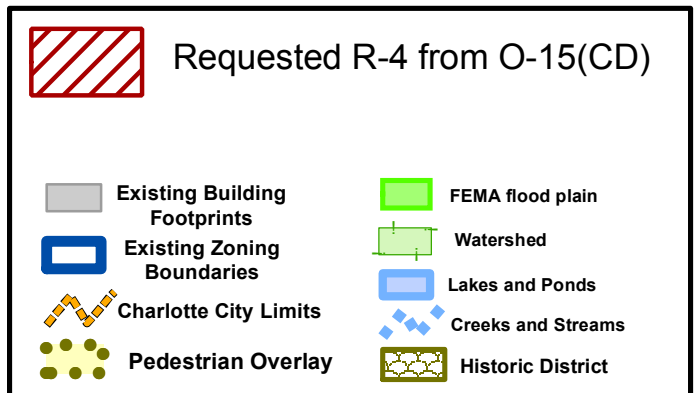 Requested R-4 from O-15(CD)
Existing Building
Footprints
Existing Zoning
Boundaries
Charlotte City Limits
Pedestrian Overlay
FEMA flood plain
Watershed
Lakes and Ponds
Creeks and Streams
Historic District